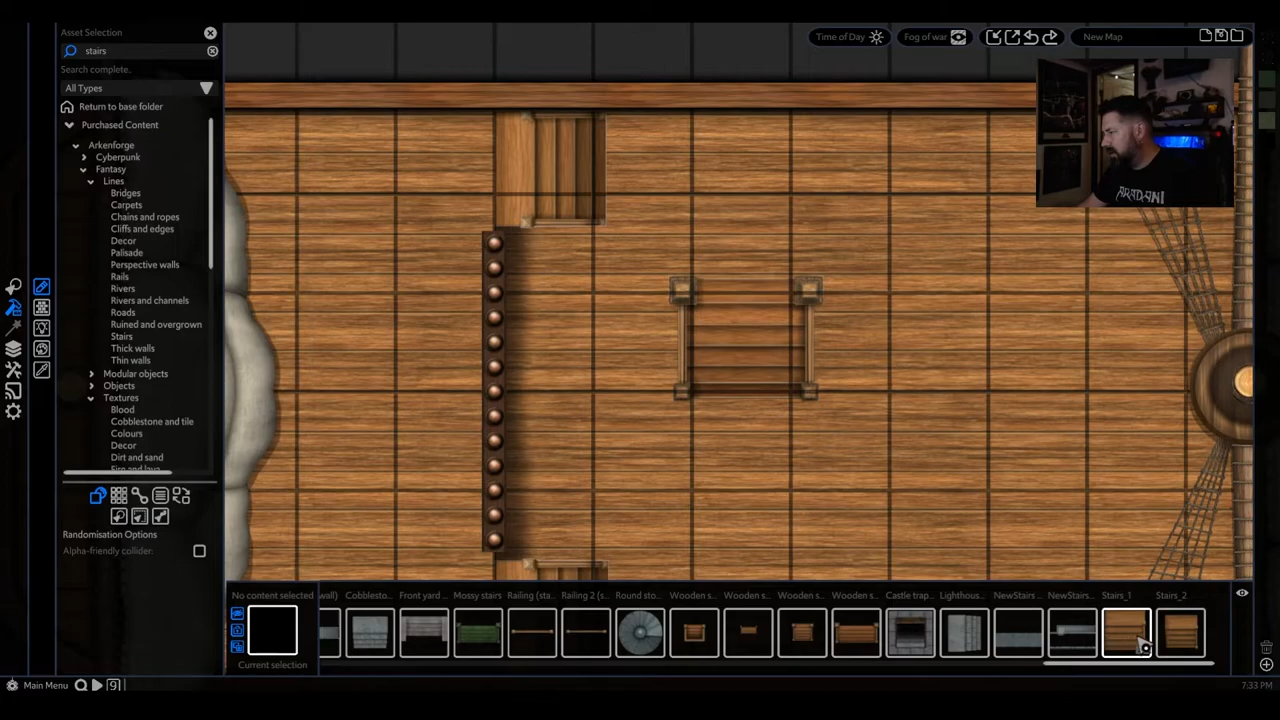 Asset Selection
stairs
Search complete.
All Types
Return to base folder
Purchased Content
Arkenforge
Cyberpunk
Fantasy
Lines
Bridges
Carpets
Chains and ropes
Cliffs and edges
Decor
Palisade
Perspective walls
Rails
Rivers
Rivers and channels
Roads
Ruined and overgrown
Stairs
Thick walls
Thin walls
Modular objects
Objects
Textures
Blood
Cobblestone and tile
Colours
Decor
Dirt and sand
Fire and lava
Randomisation Options
Alpha-friendly collider:
Time of Day
Fog of war
New Map
ARADANI
No content selected
Current selection
wall)
Cobblesto...
Front yard ...
Mossy stairs
Railing (sta...
Railing 2 (s...
Round sto...
Wooden s...
Wooden s...
Wooden s...
Wooden s...
Castle trap...
Lighthous...
NewStairs ...
NewStairs...
Stairs_1
Stairs_2
Main Menu
9
7:33 PM